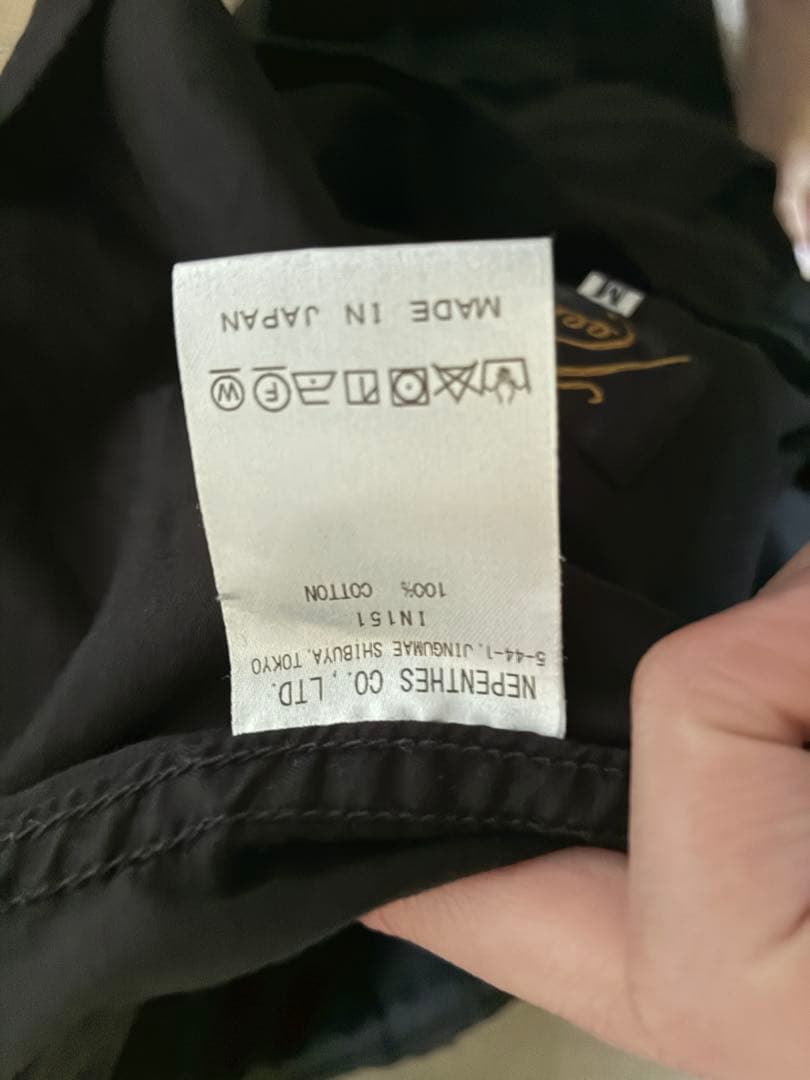 NEPENTHES CO., LTD.
5-44-1, JINGUMAE SHIBUYA, TOKYO
IN151
100% COTTON
F W
MADE IN JAPAN
M